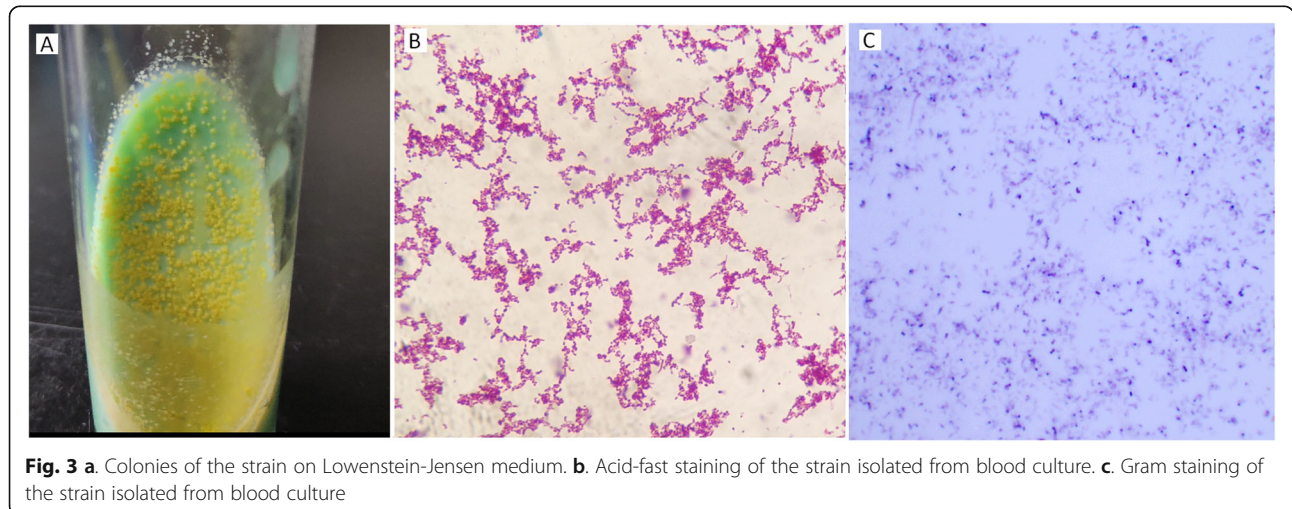 A
B
C
Fig. 3 a. Colonies of the strain on Lowenstein-Jensen medium. b. Acid-fast staining of the strain isolated from blood culture. c. Gram staining of
the strain isolated from blood culture